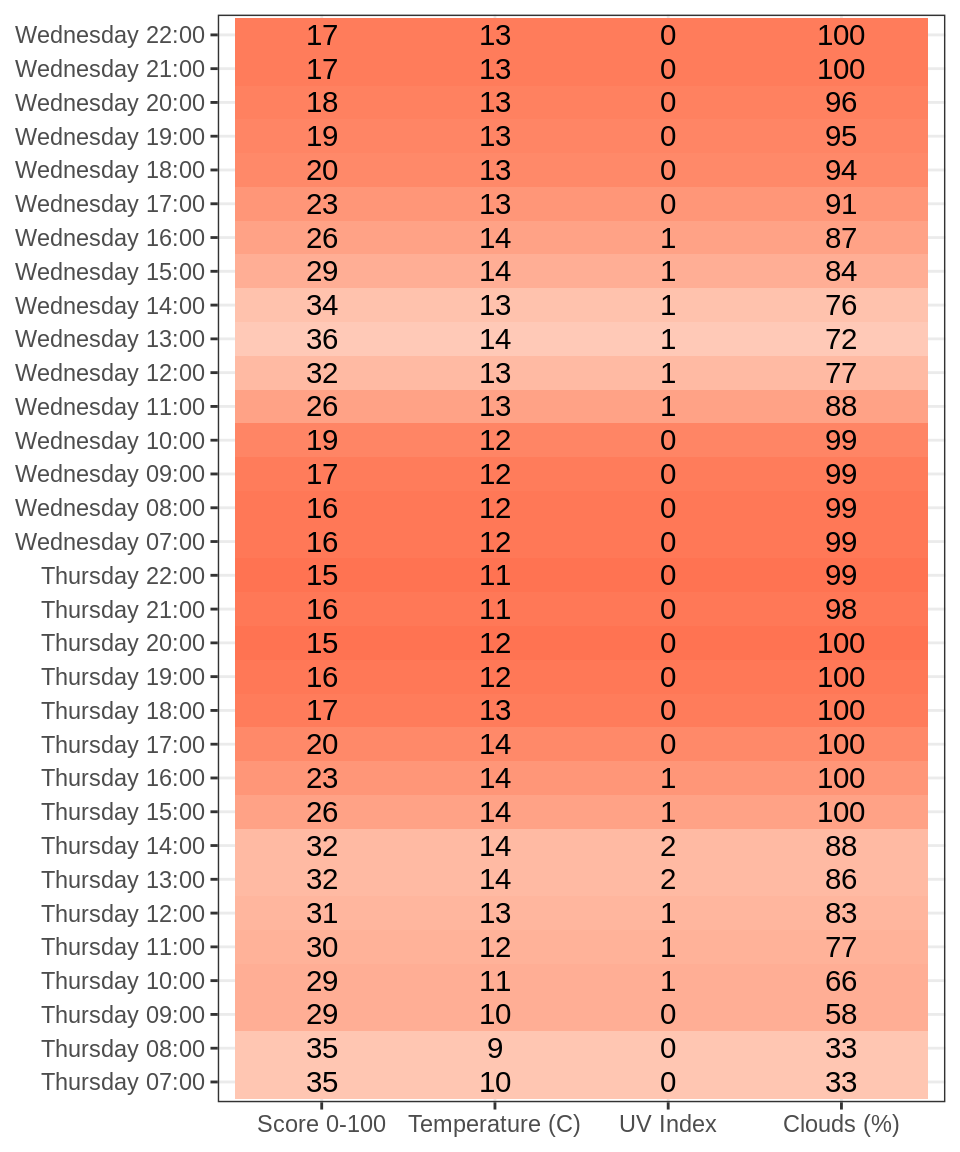 Wednesday 22:00 17 13 0 100
Wednesday 21:00 17 13 0 100
Wednesday 20:00 18 13 0 96
Wednesday 19:00 19 13 0 95
Wednesday 18:00 20 13 0 94
Wednesday 17:00 23 13 0 91
Wednesday 16:00 26 14 1 87
Wednesday 15:00 29 14 1 84
Wednesday 14:00 34 13 1 76
Wednesday 13:00 36 14 1 72
Wednesday 12:00 32 13 1 77
Wednesday 11:00 26 13 1 88
Wednesday 10:00 19 12 0 99
Wednesday 09:00 17 12 0 99
Wednesday 08:00 16 12 0 99
Wednesday 07:00 16 12 0 99
Thursday 22:00 15 11 0 99
Thursday 21:00 16 11 0 98
Thursday 20:00 15 12 0 100
Thursday 19:00 16 12 0 100
Thursday 18:00 17 13 0 100
Thursday 17:00 20 14 0 100
Thursday 16:00 23 14 1 100
Thursday 15:00 26 14 1 100
Thursday 14:00 32 14 2 88
Thursday 13:00 32 14 2 86
Thursday 12:00 31 13 1 83
Thursday 11:00 30 12 1 77
Thursday 10:00 29 11 1 66
Thursday 09:00 29 10 0 58
Thursday 08:00 35 9 0 33
Thursday 07:00 35 10 0 33
Score 0-100 Temperature (C) UV Index Clouds (%)